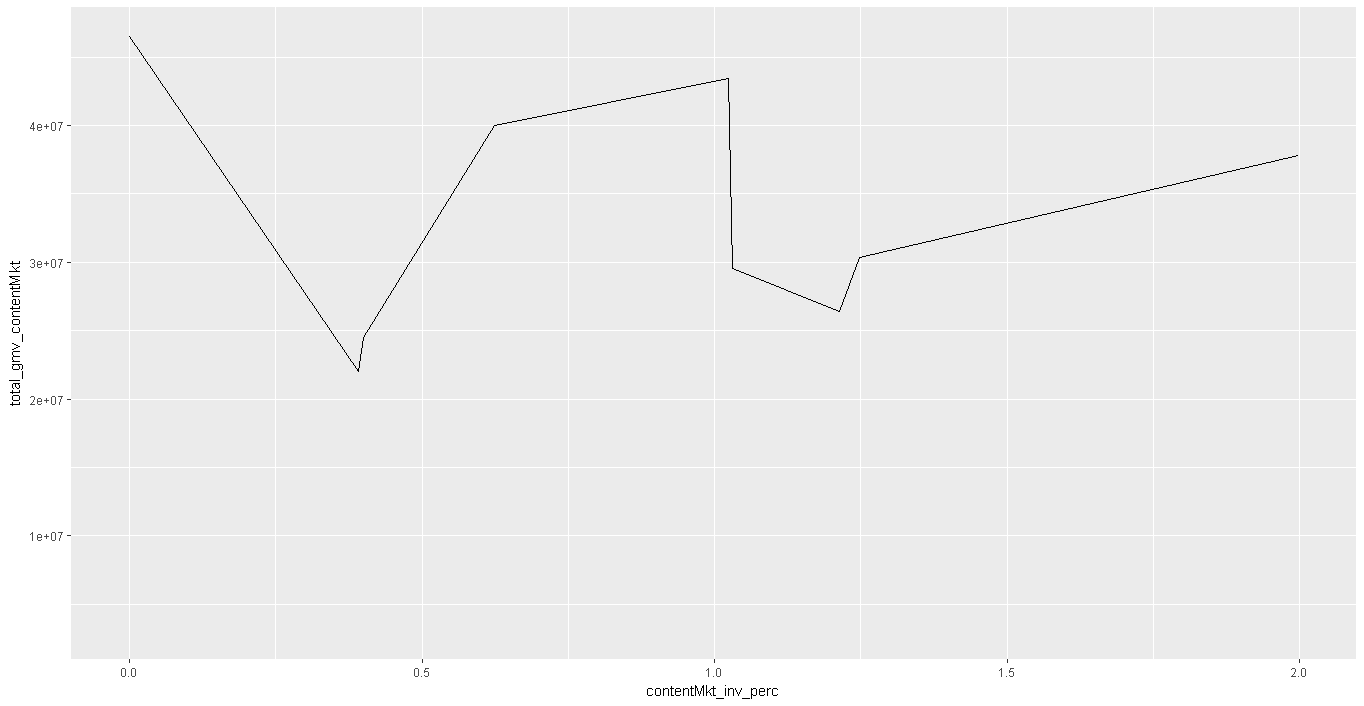 total_gmv_contentMkt
4e+07
3e+07
2e+07
1e+07
0.0 0.5 1.0 1.5 2.0
contentMkt_inv_perc